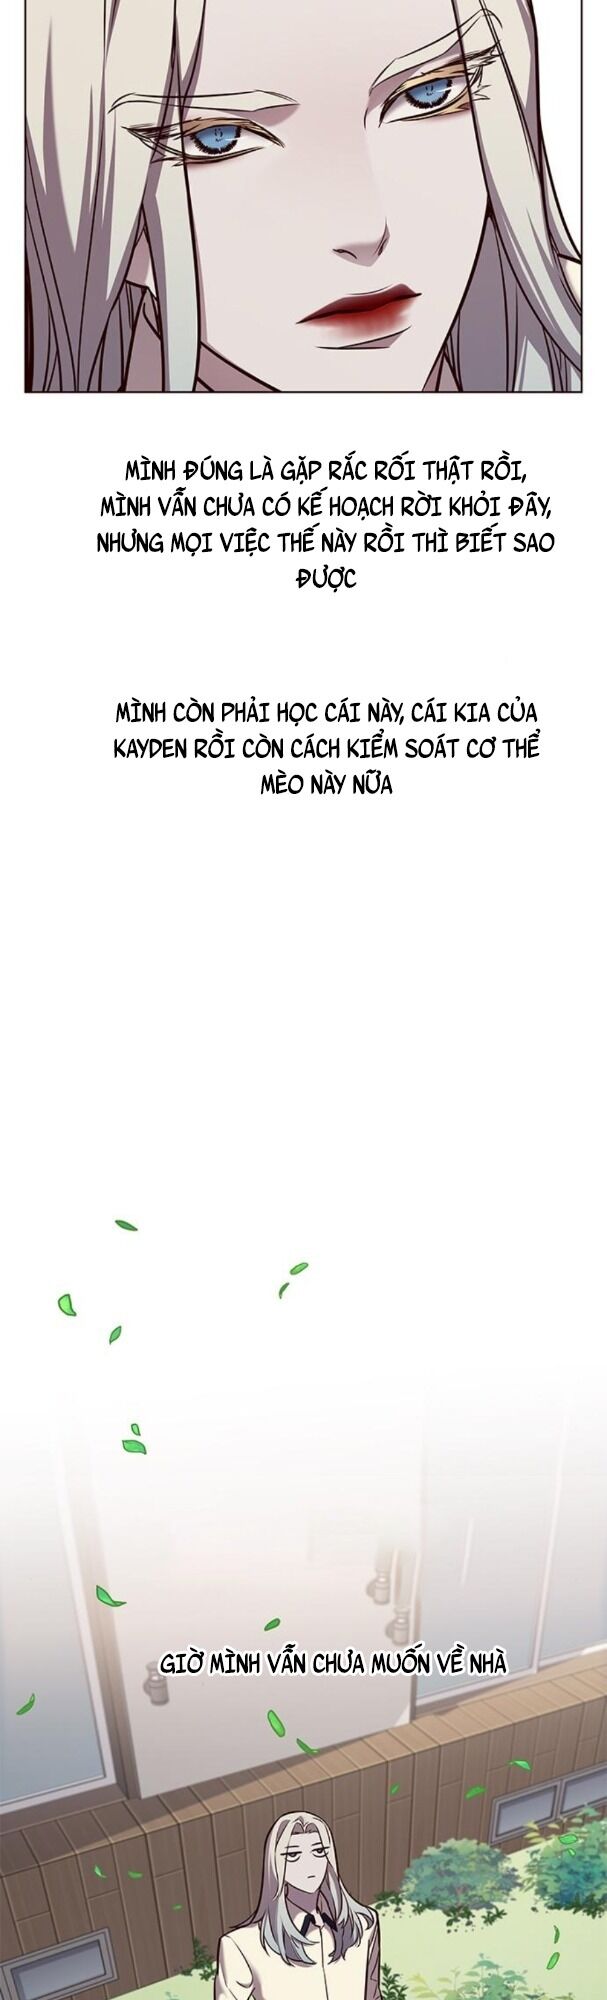 MÌNH ĐÚNG LÀ GẶP RẮC RỐI THẬT RỒI,
MÌNH VẪN CHƯA CÓ KẾ HOẠCH RỜI KHỎI ĐÂY,
NHƯNG MỌI VIỆC THẾ NÀY RỒI THÌ BIẾT SAO
ĐƯỢC
MÌNH CÒN PHẢI HỌC CÁI NÀY, CÁI KIA CỦA
KAYDEN RỒI CÒN CÁCH KIỂM SOÁT CƠ THỂ
MÈO NÀY NỮA
GIỜ MÌNH VẪN CHƯA MUỐN VỀ NHÀ